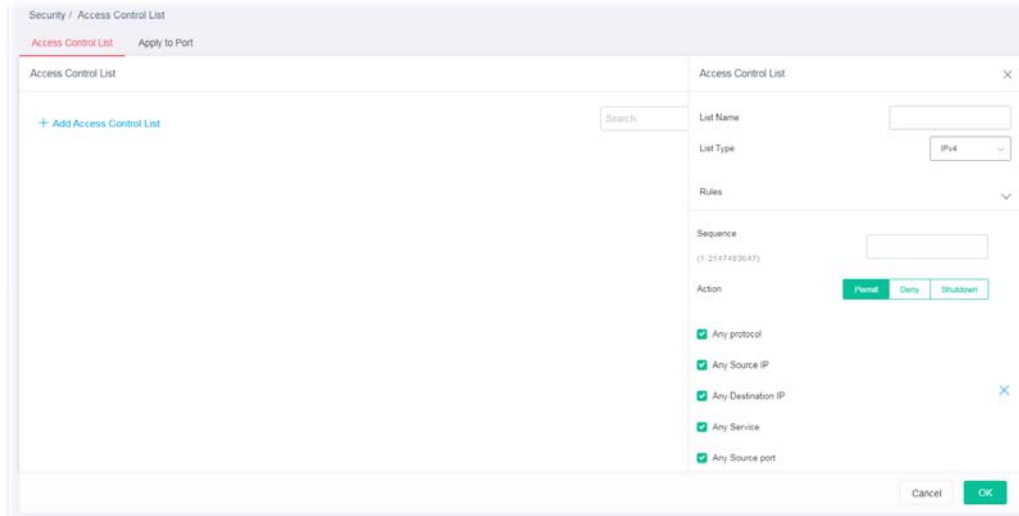 Security / Access Control List
Access Control List Apply to Port
Access Control List
+ Add Access Control List
Search
Access Control List
List Name
List Type IPv4
Rules
Sequence
(1-2147483647)
Action Permit Deny Shutdown
Any protocol
Any Source IP
Any Destination IP
Any Service
Any Source port
Cancel OK